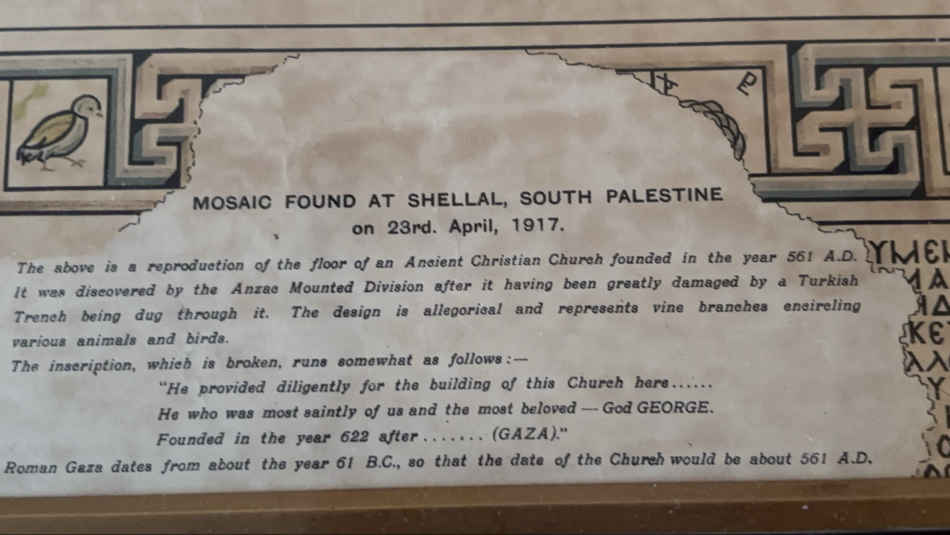 MOSAIC FOUND AT SHELLAL, SOUTH PALESTINE
on 23rd. April, 1917.
The above is a reproduction of the floor of an Ancient Christian Church founded in the year 561 A.D.
It was discovered by the Anzac Mounted Division after it having been greatly damaged by a Turkish
Trench being dug through it. The design is allegorical and represents vine branches encircling
various animals and birds.
The inscription, which is broken, runs somewhat as follows:—
"He provided diligently for the building of this Church here......
He who was most saintly of us and the most beloved — God GEORGE.
Founded in the year 622 after ....... (GAZA)."
Roman Gaza dates from about the year 61 B.C., so that the date of the Church would be about 561 A.D.
ΥΜΕΝ
ΜΑ
ΚΕ